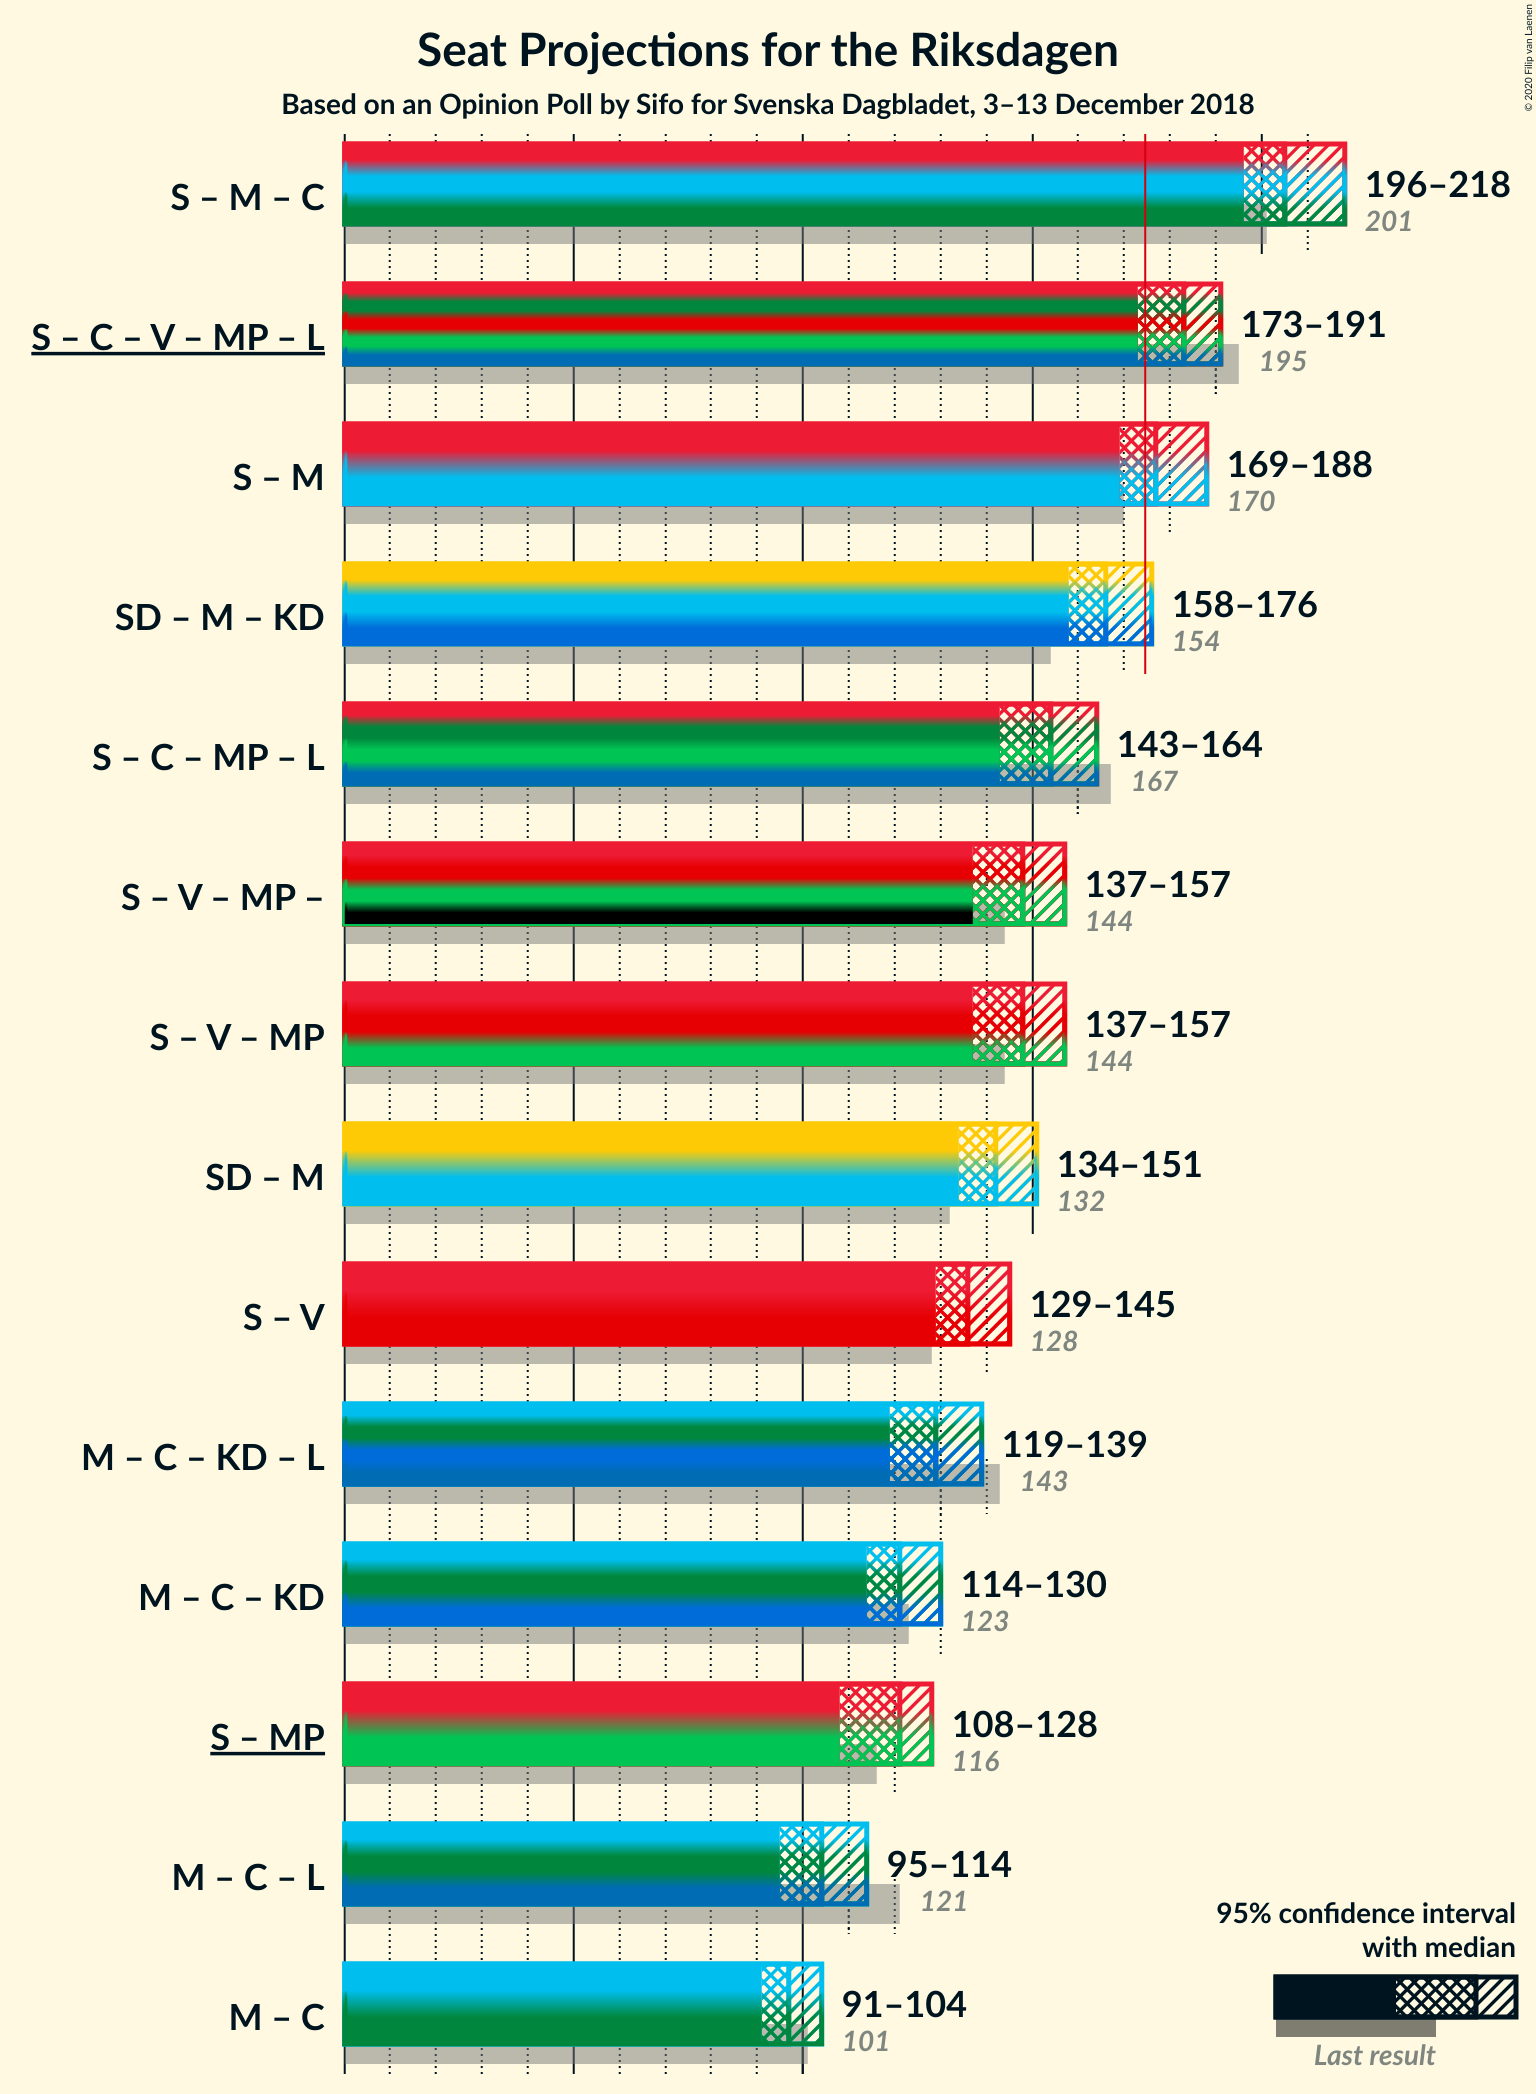 Seat Projections for the Riksdagen
Based on an Opinion Poll by Sifo for Svenska Dagbladet, 3–13 December 2018
© 2020 Filip van Laenen
S – M – C
196–218
201
S – C – V – MP – L
173–191
195
S – M
169–188
170
SD – M – KD
158–176
154
S – C – MP – L
143–164
167
S – V – MP –
137–157
144
S – V – MP
137–157
144
SD – M
134–151
132
S – V
129–145
128
M – C – KD – L
119–139
143
M – C – KD
114–130
123
S – MP
108–128
116
M – C – L
95–114
121
M – C
91–104
101
95% confidence interval
with median
Last result